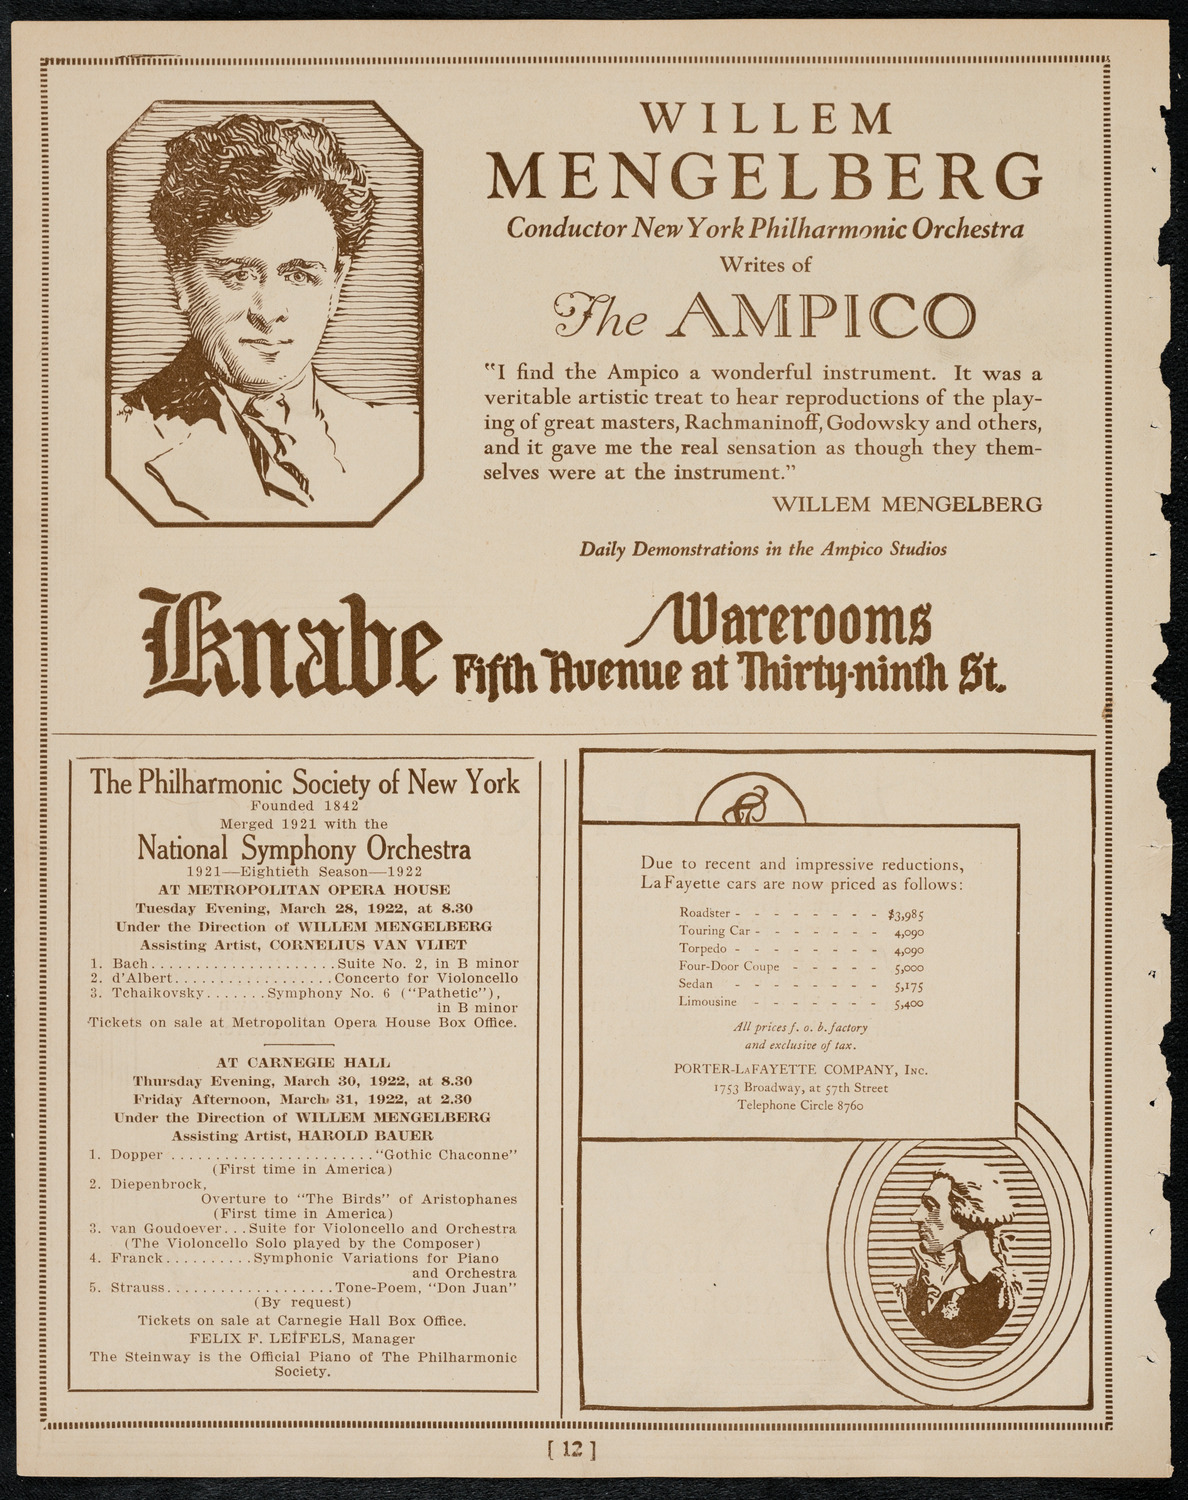 WILLEM
MENGELBERG
Conductor New York Philharmonic Orchestra
Writes of
The AMPICO
"I find the Ampico a wonderful instrument. It was a
veritable artistic treat to hear reproductions of the play-
ing of great masters, Rachmaninoff, Godowsky and others,
and it gave me the real sensation as though they them-
selves were at the instrument."
WILLEM MENGELBERG
Daily Demonstrations in the Ampico Studios
Knabe Warerooms
Fifth Avenue at Thirty-ninth St.
The Philharmonic Society of New York
Founded 1842
Merged 1921 with the
National Symphony Orchestra
1921—Eightieth Season—1922
AT METROPOLITAN OPERA HOUSE
Tuesday Evening, March 28, 1922, at 8.30
Under the Direction of WILLEM MENGELBERG
Assisting Artist, CORNELIUS VAN VLIET
1. Bach.....................Suite No. 2, in B minor
2. d'Albert..................Concerto for Violoncello
3. Tchaikovsky.......Symphony No. 6 ("Pathetic"),
in B minor
Tickets on sale at Metropolitan Opera House Box Office.
AT CARNEGIE HALL
Thursday Evening, March 30, 1922, at 8.30
Friday Afternoon, March 31, 1922, at 2.30
Under the Direction of WILLEM MENGELBERG
Assisting Artist, HAROLD BAUER
1. Dopper ........................"Gothic Chaconne"
(First time in America)
2. Diepenbrock,
Overture to "The Birds" of Aristophanes
(First time in America)
3. van Goudoever...Suite for Violoncello and Orchestra
(The Violoncello Solo played by the Composer)
4. Franck..........Symphonic Variations for Piano
and Orchestra
5. Strauss...................Tone-Poem, "Don Juan"
(By request)
Tickets on sale at Carnegie Hall Box Office.
FELIX F. LEIFELS, Manager
The Steinway is the Official Piano of The Philharmonic
Society.
Due to recent and impressive reductions,
LaFayette cars are now priced as follows:
Roadster - - - - - - - - $3,985
Touring Car - - - - - - - 4,090
Torpedo - - - - - - - - 4,090
Four-Door Coupe - - - - - 5,000
Sedan - - - - - - - - 5,175
Limousine - - - - - - - 5,400
All prices f. o. b. factory
and exclusive of tax.
PORTER-LAFAYETTE COMPANY, INC.
1753 Broadway, at 57th Street
Telephone Circle 8760
[ 12 ]